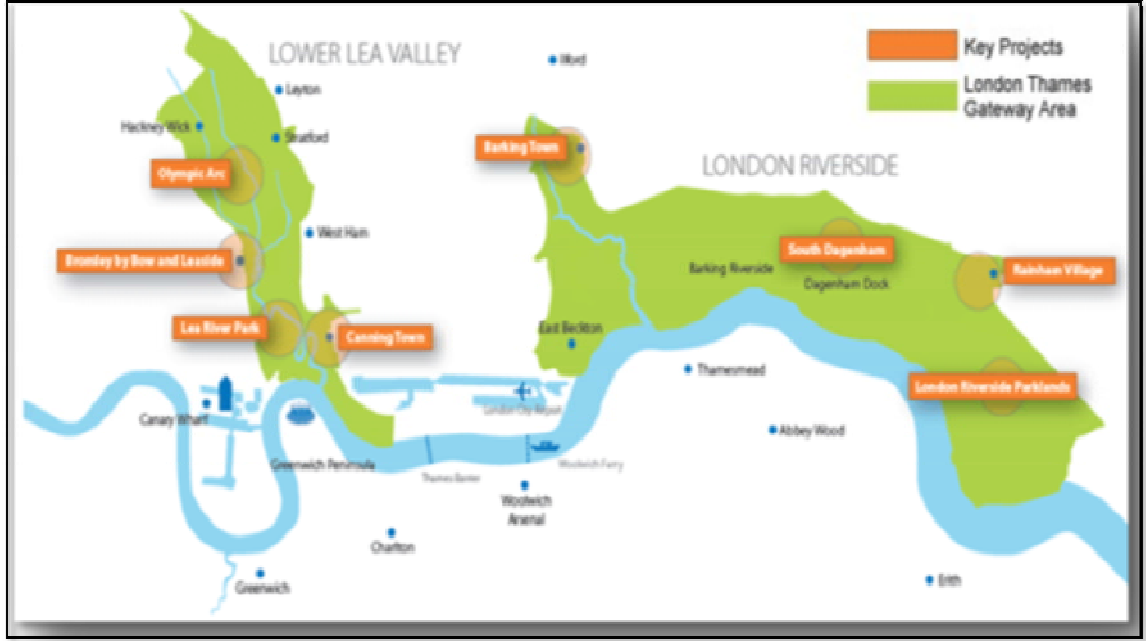 LOWER LEA VALLEY
Key Projects
London Thames
Gateway Area
Ilford
Leyton
Hackney Wick
Stratford
Barking Town
Olympic Arc
LONDON RIVERSIDE
West Ham
Bromley by Bow and Leaside
South Dagenham
Barking Riverside
Rainham Village
Dagenham Dock
Lea River Park
Canning Town
East Beckton
Thamesmead
London Riverside Parklands
London City Airport
Canary Wharf
Abbey Wood
Greenwich Peninsula
Woolwich Ferry
Thames Barrier
Woolwich
Arsenal
Charlton
Greenwich
Erith